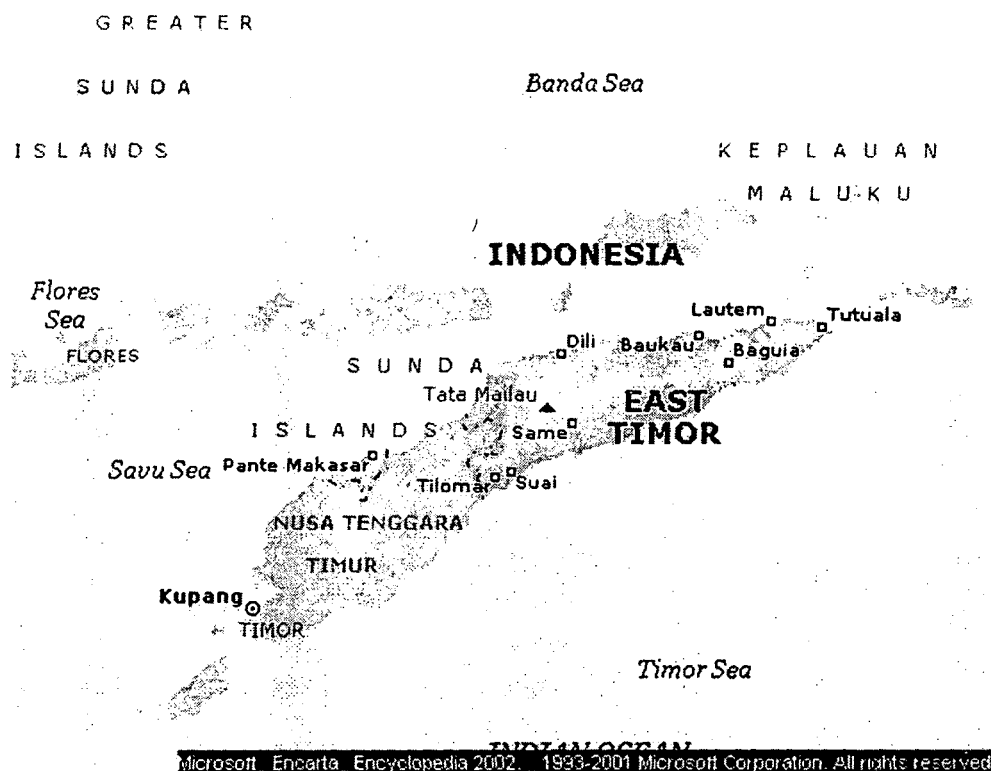 GREATER
SUNDA
Banda Sea
ISLANDS
KEPLAUAN
MALUKU
INDONESIA
Flores
Sea
Lautem
Tutuala
FLORES
Dili
Baukau
Baguia
SUNDA
Tata Mailau
EAST
TIMOR
ISLANDS
Same
Savu Sea
Pante Makasar
Tilomar
Suai
NUSA TENGGARA
TIMUR
Kupang
TIMOR
Timor Sea
INDIAN OCEAN
Microsoft Encarta Encyclopedia 2002. 1993-2001 Microsoft Corporation. All rights reserved